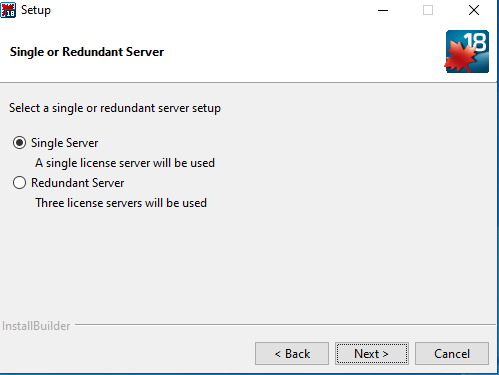 18 Setup
Single or Redundant Server
18
Select a single or redundant server setup
Single Server
A single license server will be used
Redundant Server
Three license servers will be used
InstallBuilder
< Back Next > Cancel